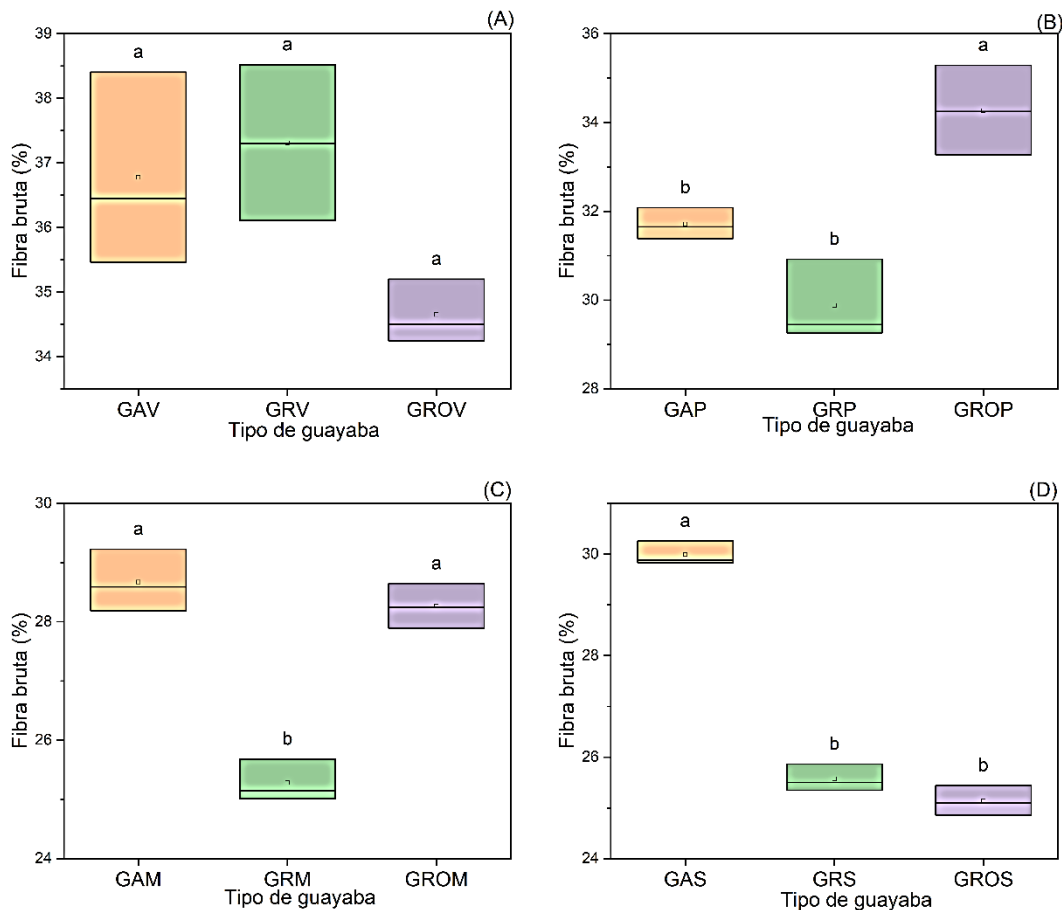 (A)
39
38
37
36
35
34
Fibra bruta (%)
a
a
a
GAV GRV GROV
Tipo de guayaba
(B)
36
34
32
30
28
Fibra bruta (%)
b
b
a
GAP GRP GROP
Tipo de guayaba
(C)
30
28
26
24
Fibra bruta (%)
a
b
a
GAM GRM GROM
Tipo de guayaba
(D)
30
28
26
24
Fibra bruta (%)
a
b
b
GAS GRS GROS
Tipo de guayaba